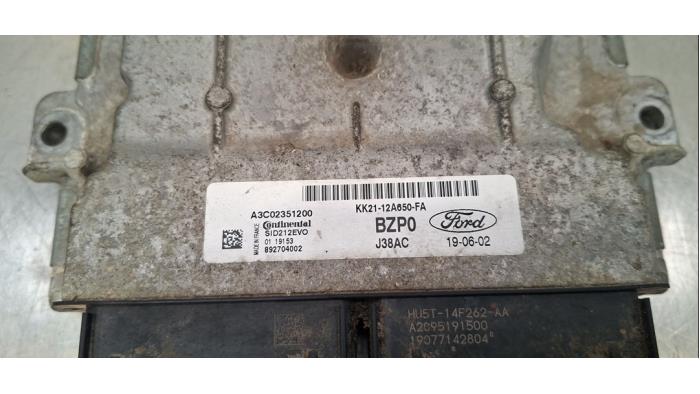 A3C02351200
Continental
SID212EVO
01 19153
892704002
MADE IN FRANCE
KK21-12A650-FA
BZP0
Ford
J38AC
19-06-02
HU5T-14F262-AA
A2C95191500
19077142804